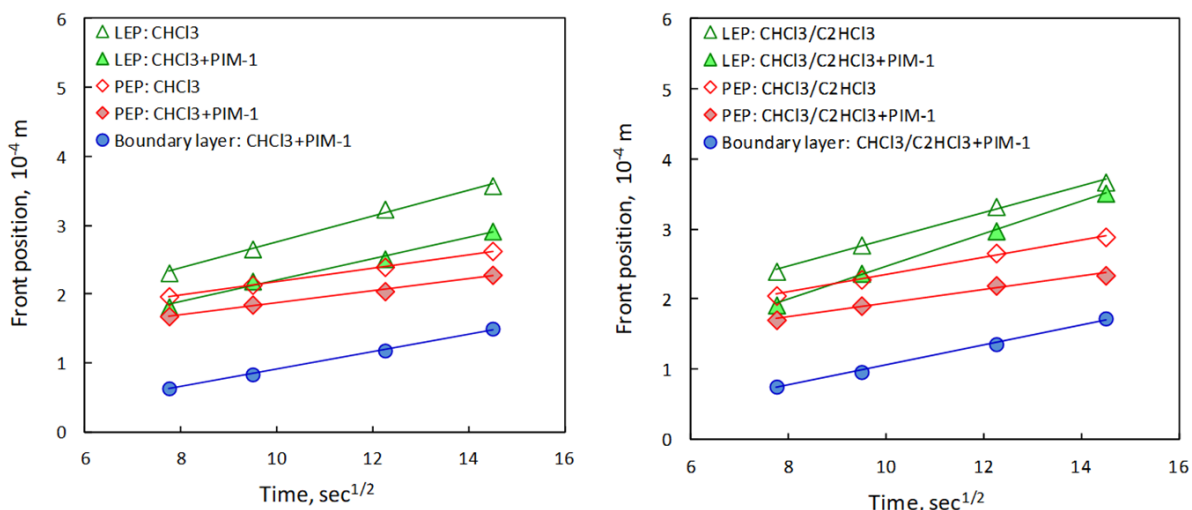 6
LEP: CHCl3
LEP: CHCl3+PIM-1
PEP: CHCl3
PEP: CHCl3+PIM-1
Boundary layer: CHCl3+PIM-1
5
4
3
2
1
0
Front position, 10⁻⁴ m
6
8
10
12
14
16
Time, sec¹/²
6
LEP: CHCl3/C2HCl3
LEP: CHCl3/C2HCl3+PIM-1
PEP: CHCl3/C2HCl3
PEP: CHCl3/C2HCl3+PIM-1
Boundary layer: CHCl3/C2HCl3+PIM-1
5
4
3
2
1
0
Front position, 10⁻⁴ m
6
8
10
12
14
16
Time, sec¹/²